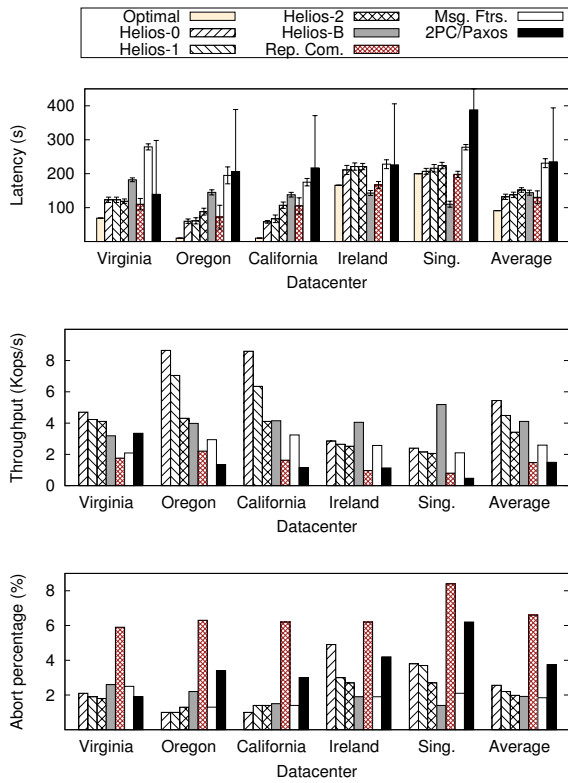 Optimal Helios-2 Msg. Ftrs.
Helios-0 Helios-B 2PC/Paxos
Helios-1 Rep. Com.
Latency (s)
400
300
200
100
Virginia Oregon California Ireland Sing. Average
Datacenter
Throughput (Kops/s)
8
6
4
2
0
Virginia Oregon California Ireland Sing. Average
Datacenter
Abort percentage (%)
8
6
4
2
Virginia Oregon California Ireland Sing. Average
Datacenter